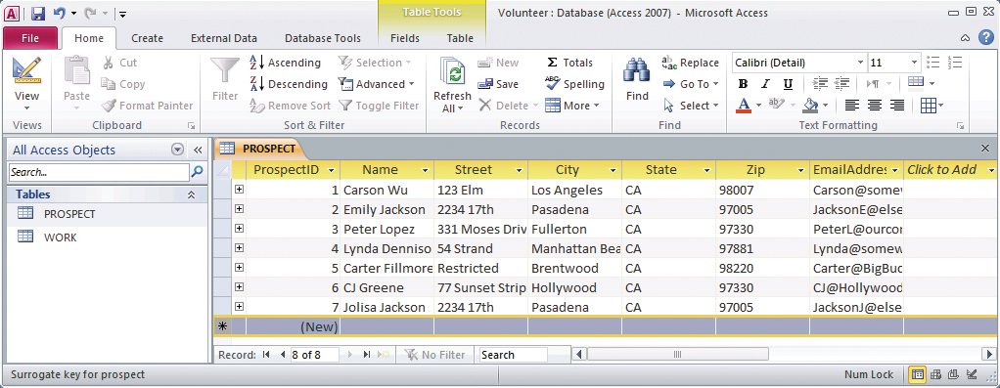 Table Tools
Volunteer : Database (Access 2007) - Microsoft Access
File Home Create External Data Database Tools Fields Table
View
Views
Paste
Cut
Copy
Format Painter
Clipboard
Filter
Ascending
Descending
Remove Sort
Selection
Advanced
Toggle Filter
Sort & Filter
Refresh
All
New
Save
Delete
Totals
Spelling
More
Records
Find
Replace
Go To
Select
Find
Calibri (Detail) 11
B I U
A ab
Text Formatting
All Access Objects
Search...
Tables
PROSPECT
WORK
PROSPECT
ProspectID Name Street City State Zip EmailAddres Click to Add
1 Carson Wu 123 Elm Los Angeles CA 98007 Carson@somew
2 Emily Jackson 2234 17th Pasadena CA 97005 JacksonE@else
3 Peter Lopez 331 Moses Driv Fullerton CA 97330 PeterL@ourcon
4 Lynda Denniso 54 Strand Manhattan Bea CA 97881 Lynda@somew
5 Carter Fillmore Restricted Brentwood CA 98220 Carter@BigBuc
6 CJ Greene 77 Sunset Strip Hollywood CA 97330 CJ@Hollywood
7 Jolisa Jackson 2234 17th Pasadena CA 97005 JacksonJ@else
(New)
Record: 8 of 8 No Filter Search
Surrogate key for prospect
Num Lock